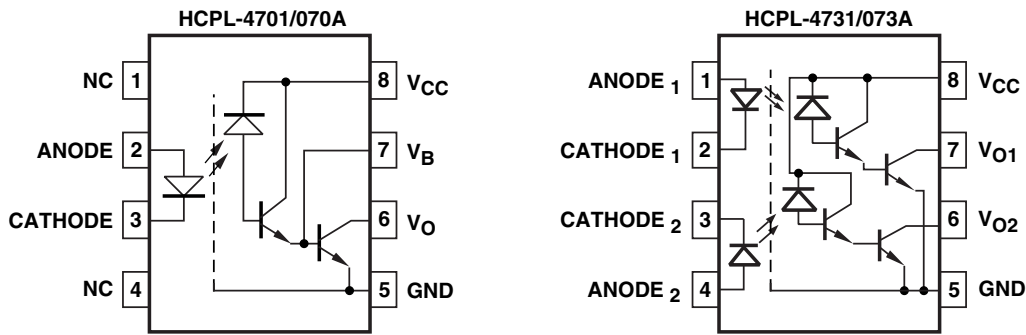 HCPL-4701/070A
NC 1
ANODE 2
CATHODE 3
NC 4
8 VCC
7 VB
6 VO
5 GND
HCPL-4731/073A
ANODE 1 1
CATHODE 1 2
CATHODE 2 3
ANODE 2 4
8 VCC
7 VO1
6 VO2
5 GND